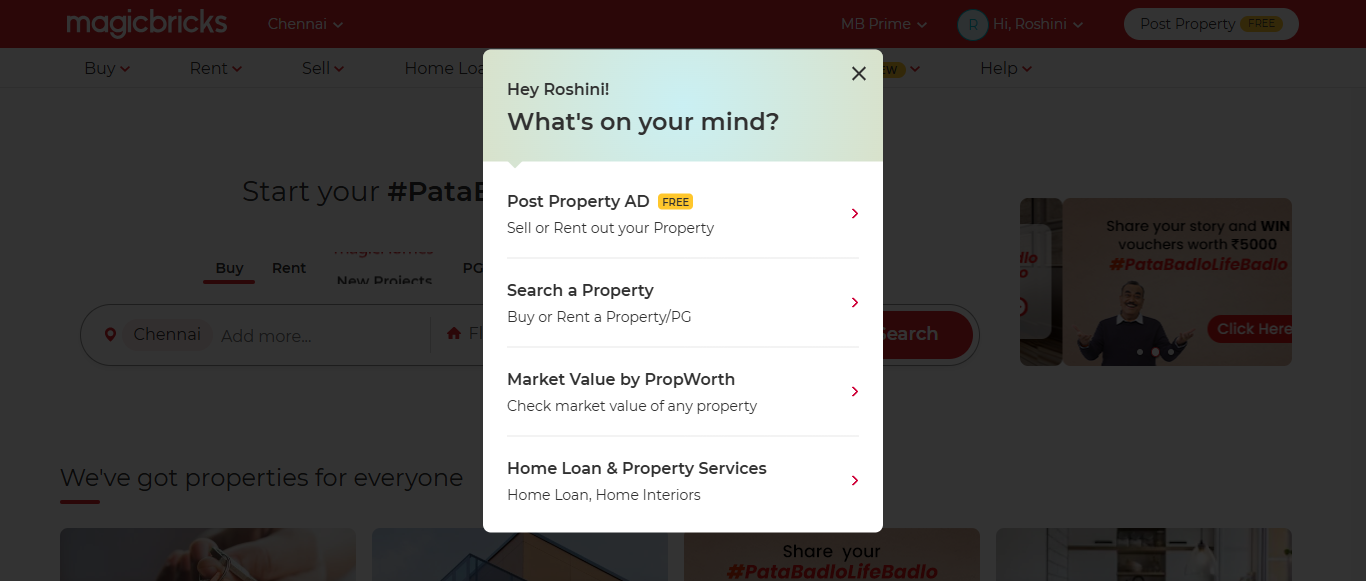 magicbricks
Chennai
MB Prime
R
Hi, Roshini
Post Property FREE
Buy
Rent
Sell
Home Loa
EW
Help
Hey Roshini!
What's on your mind?
Post Property AD FREE
Sell or Rent out your Property
Search a Property
Buy or Rent a Property/PG
Market Value by PropWorth
Check market value of any property
Home Loan & Property Services
Home Loan, Home Interiors
Start your #PataB
Buy
Rent
New Projects
PG
Chennai
Add more...
Fl
Search
Share your story and WIN
vouchers worth ₹5000
#PataBadloLifeBadlo
Click Here
We've got properties for everyone
Share your
#PataBadloLifeBadlo